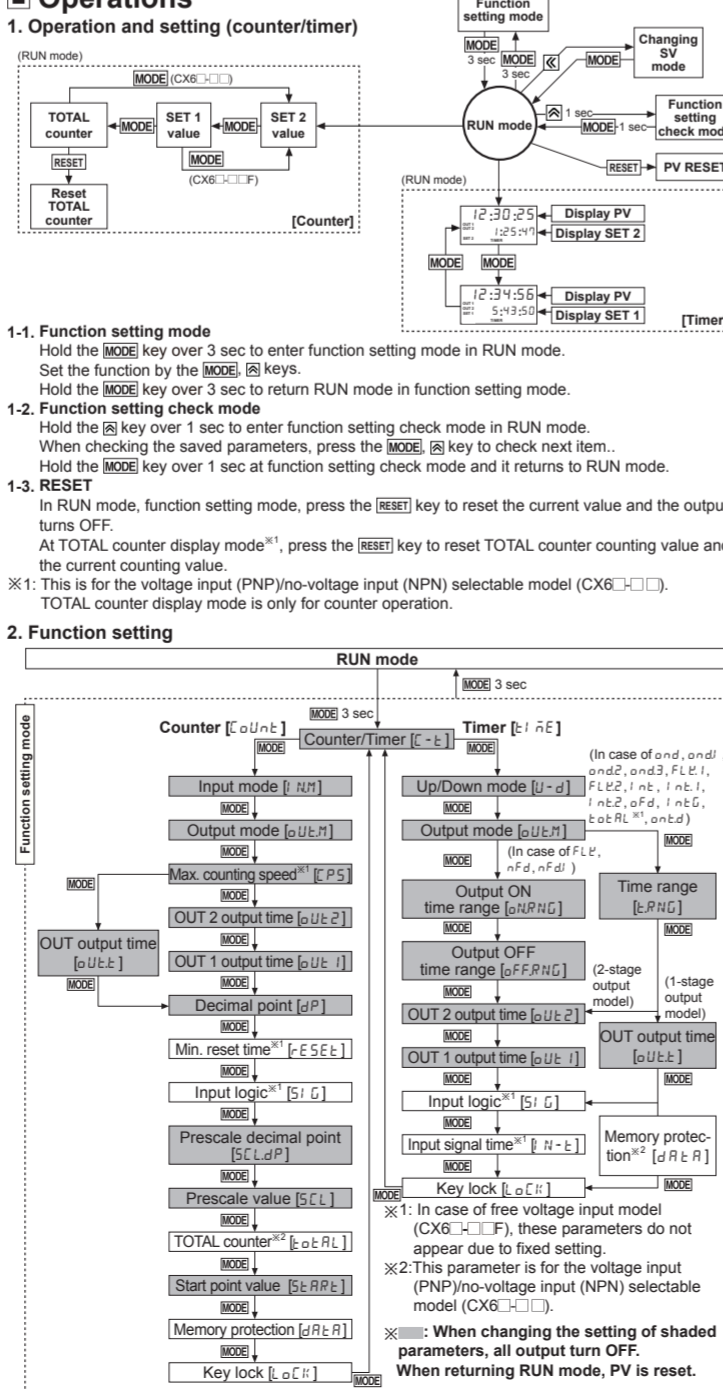 Operations
1. Operation and setting (counter/timer)
(RUN mode)
MODE (CX6□-□□)
TOTAL counter
MODE
SET 1 value
MODE
SET 2 value
RESET
MODE
(CX6□-□□F)
Reset TOTAL counter
[Counter]
Function setting mode
MODE 3 sec
MODE 3 sec
RUN mode
MODE
Changing SV mode
1 sec
MODE 1 sec
Function setting check mod
RESET
PV RESET
(RUN mode)
12:30:25 Display PV
1:25:47 Display SET 2
MODE MODE
12:34:56 Display PV
5:43:50 Display SET 1
[Timer
1-1. Function setting mode
Hold the MODE key over 3 sec to enter function setting mode in RUN mode.
Set the function by the MODE, keys.
Hold the MODE key over 3 sec to return RUN mode in function setting mode.
1-2. Function setting check mode
Hold the key over 1 sec to enter function setting check mode in RUN mode.
When checking the saved parameters, press the MODE, key to check next item..
Hold the MODE key over 1 sec at function setting check mode and it returns to RUN mode.
1-3. RESET
In RUN mode, function setting mode, press the RESET key to reset the current value and the outpu
turns OFF.
At TOTAL counter display mode※1, press the RESET key to reset TOTAL counter counting value an
the current counting value.
※1: This is for the voltage input (PNP)/no-voltage input (NPN) selectable model (CX6□-□□).
TOTAL counter display mode is only for counter operation.
2. Function setting
RUN mode
MODE 3 sec
MODE 3 sec
Function setting mode
Counter [CoUnt]
Counter/Timer [C-t]
Timer [tImE]
MODE
MODE
Input mode [IN.M]
MODE
Output mode [oUt.M]
MODE
Max. counting speed※1 [CPS]
MODE
MODE
OUT 2 output time [oUt2]
MODE
OUT output time [oUt.t]
OUT 1 output time [oUt1]
MODE
MODE
Decimal point [dP]
MODE
Min. reset time※1 [rESEt]
MODE
Input logic※1 [SIG]
MODE
Prescale decimal point [SCL.dP]
MODE
Prescale value [SCL]
MODE
TOTAL counter※2 [totAL]
MODE
Start point value [StARt]
MODE
Memory protection [dAtA]
MODE
Key lock [LoCK]
MODE
Up/Down mode [U-d]
MODE
Output mode [oUt.M]
(In case of ond, ond1
ond.2, ond.3, FLK.1,
FLK.2, Int, Int.1,
Int.2, oFd, IntG,
totAL※1, ont.d)
MODE
MODE
(In case of FLK,
nFd, nFd1)
Output ON time range [oN.RNG]
Time range [t.RNG]
MODE
MODE
Output OFF time range [oFF.RNG]
MODE
(2-stage output model)
(1-stage output model)
OUT 2 output time [oUt2]
MODE
OUT 1 output time [oUt1]
OUT output time [oUt.t]
MODE
MODE
Input logic※1 [SIG]
MODE
Input signal time※1 [IN-t]
Memory protec-
tion※2 [dAtA]
MODE
MODE
Key lock [LoCK]
MODE
※1: In case of free voltage input model
(CX6□-□□F), these parameters do not
appear due to fixed setting.
※2:This parameter is for the voltage input
(PNP)/no-voltage input (NPN) selectable
model (CX6□-□□).
※ : When changing the setting of shaded
parameters, all output turn OFF.
When returning RUN mode, PV is reset.